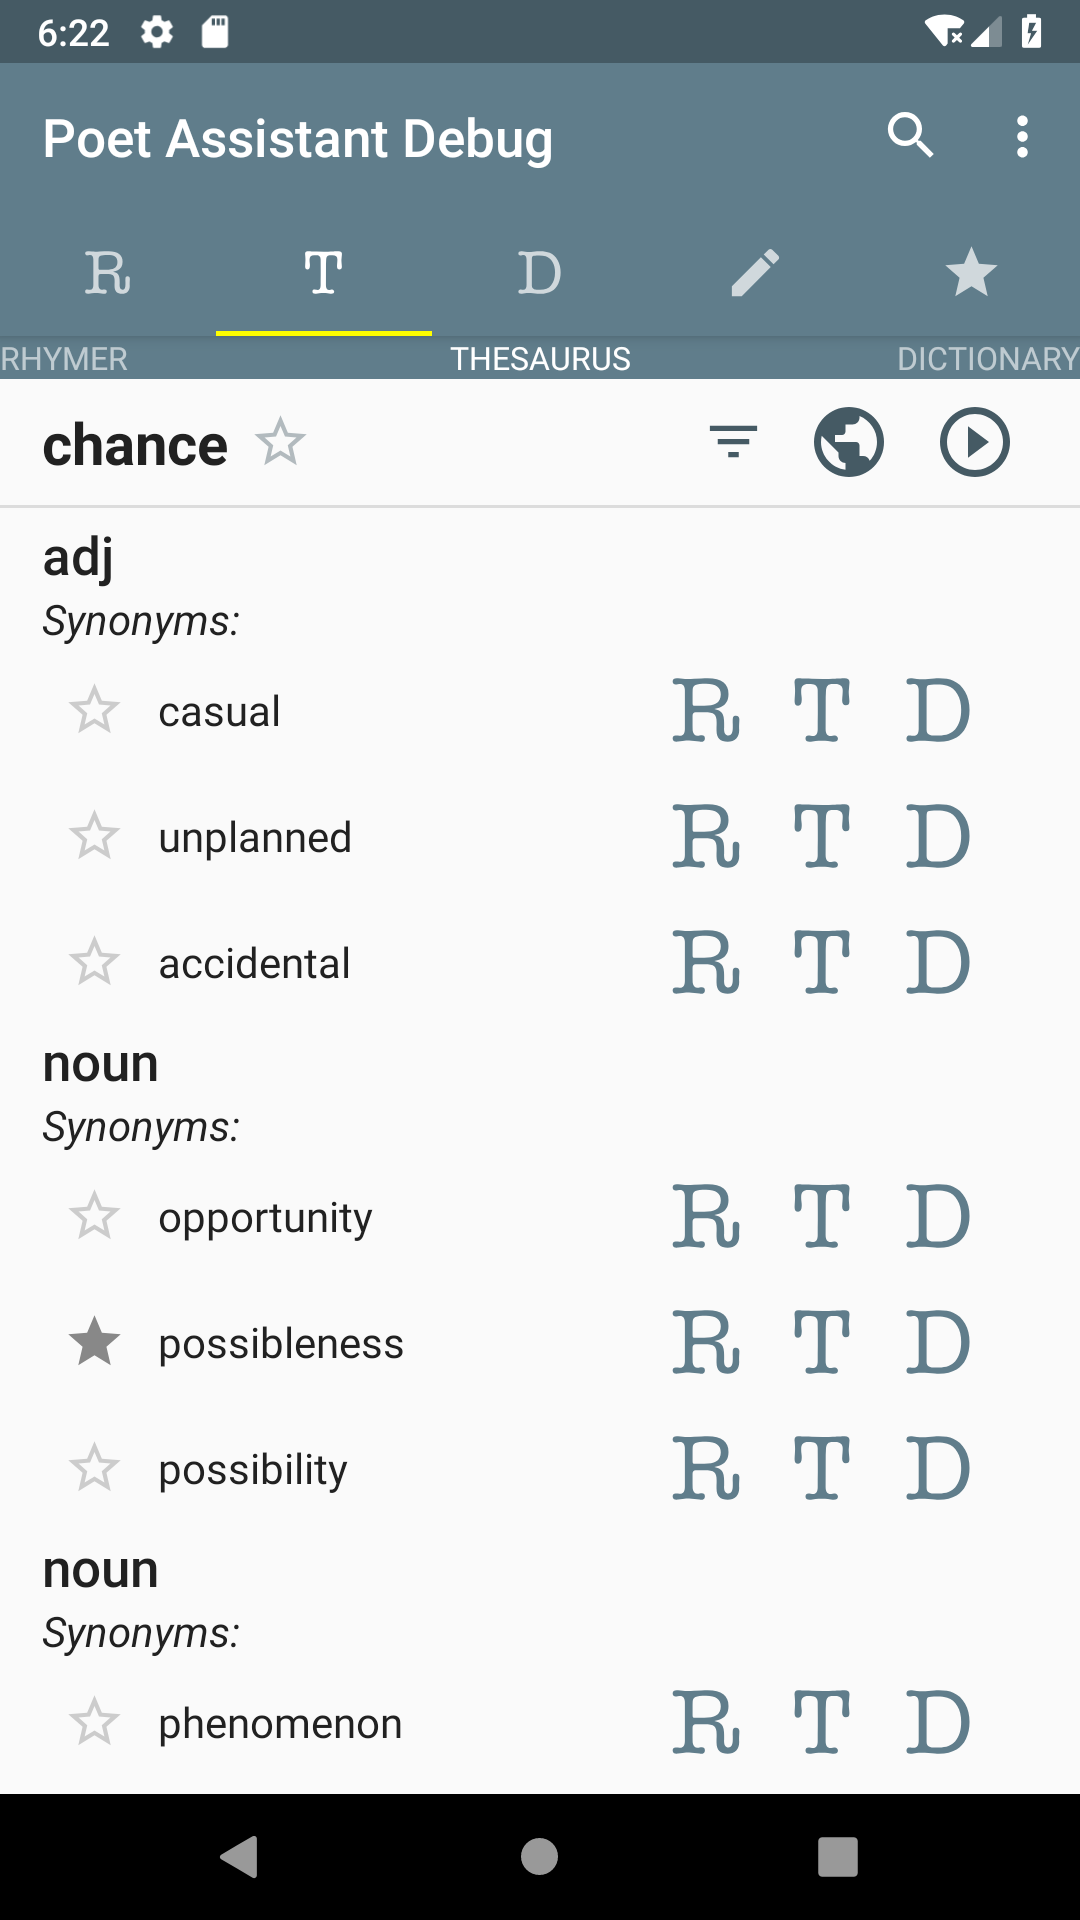 6:22
Poet Assistant Debug
R T D
RHYMER THESAURUS DICTIONARY
chance
adj
Synonyms:
casual R T D
unplanned R T D
accidental R T D
noun
Synonyms:
opportunity R T D
possibleness R T D
possibility R T D
noun
Synonyms:
phenomenon R T D